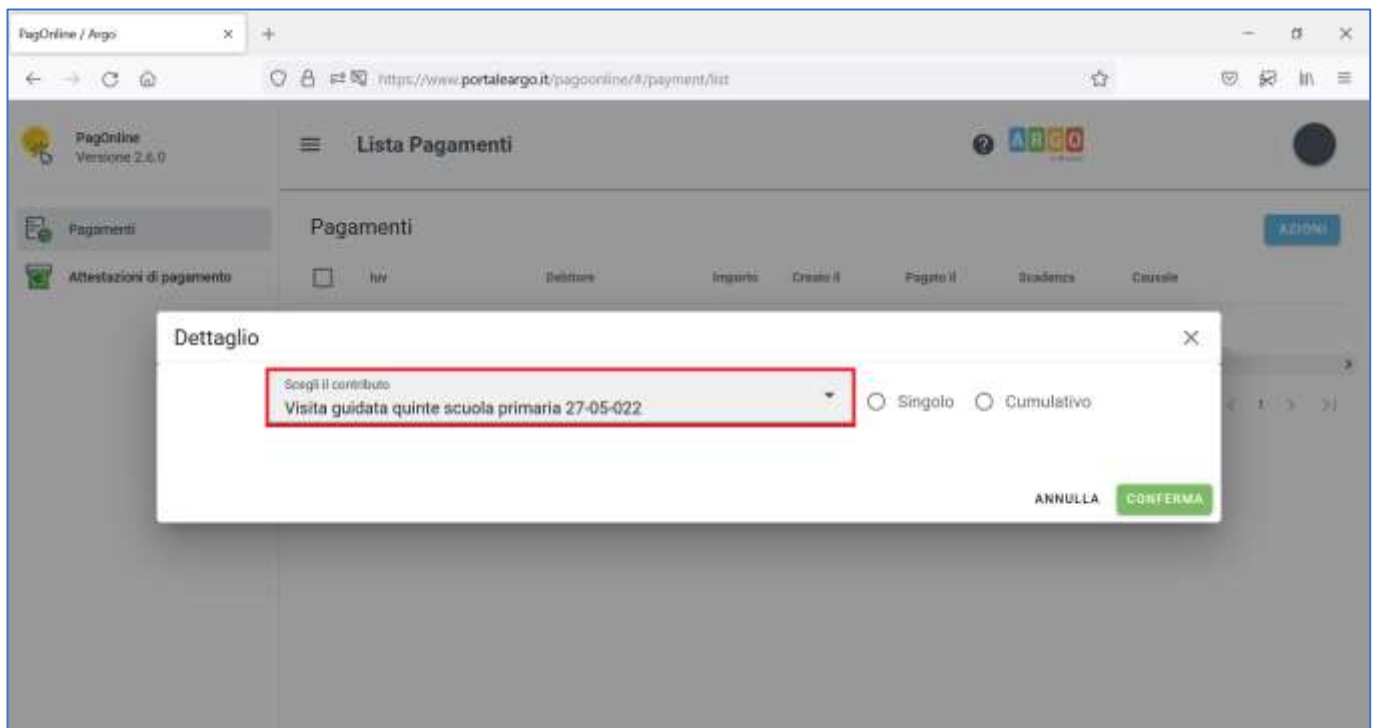 PagOnline / Argo
https://www.portaleargo.it/pagoonline/#/payment/list
PagOnline
Versione 2.6.0
Lista Pagamenti
ARGO
Pagamenti
Attestazioni di pagamento
Pagamenti
AZIONI
Iuv Debitore Importo Creato il Pagato il Scadenza Causale
Dettaglio
Scegli il contributo
Visita guidata quinte scuola primaria 27-05-022
Singolo Cumulativo
1
ANNULLA CONFERMA